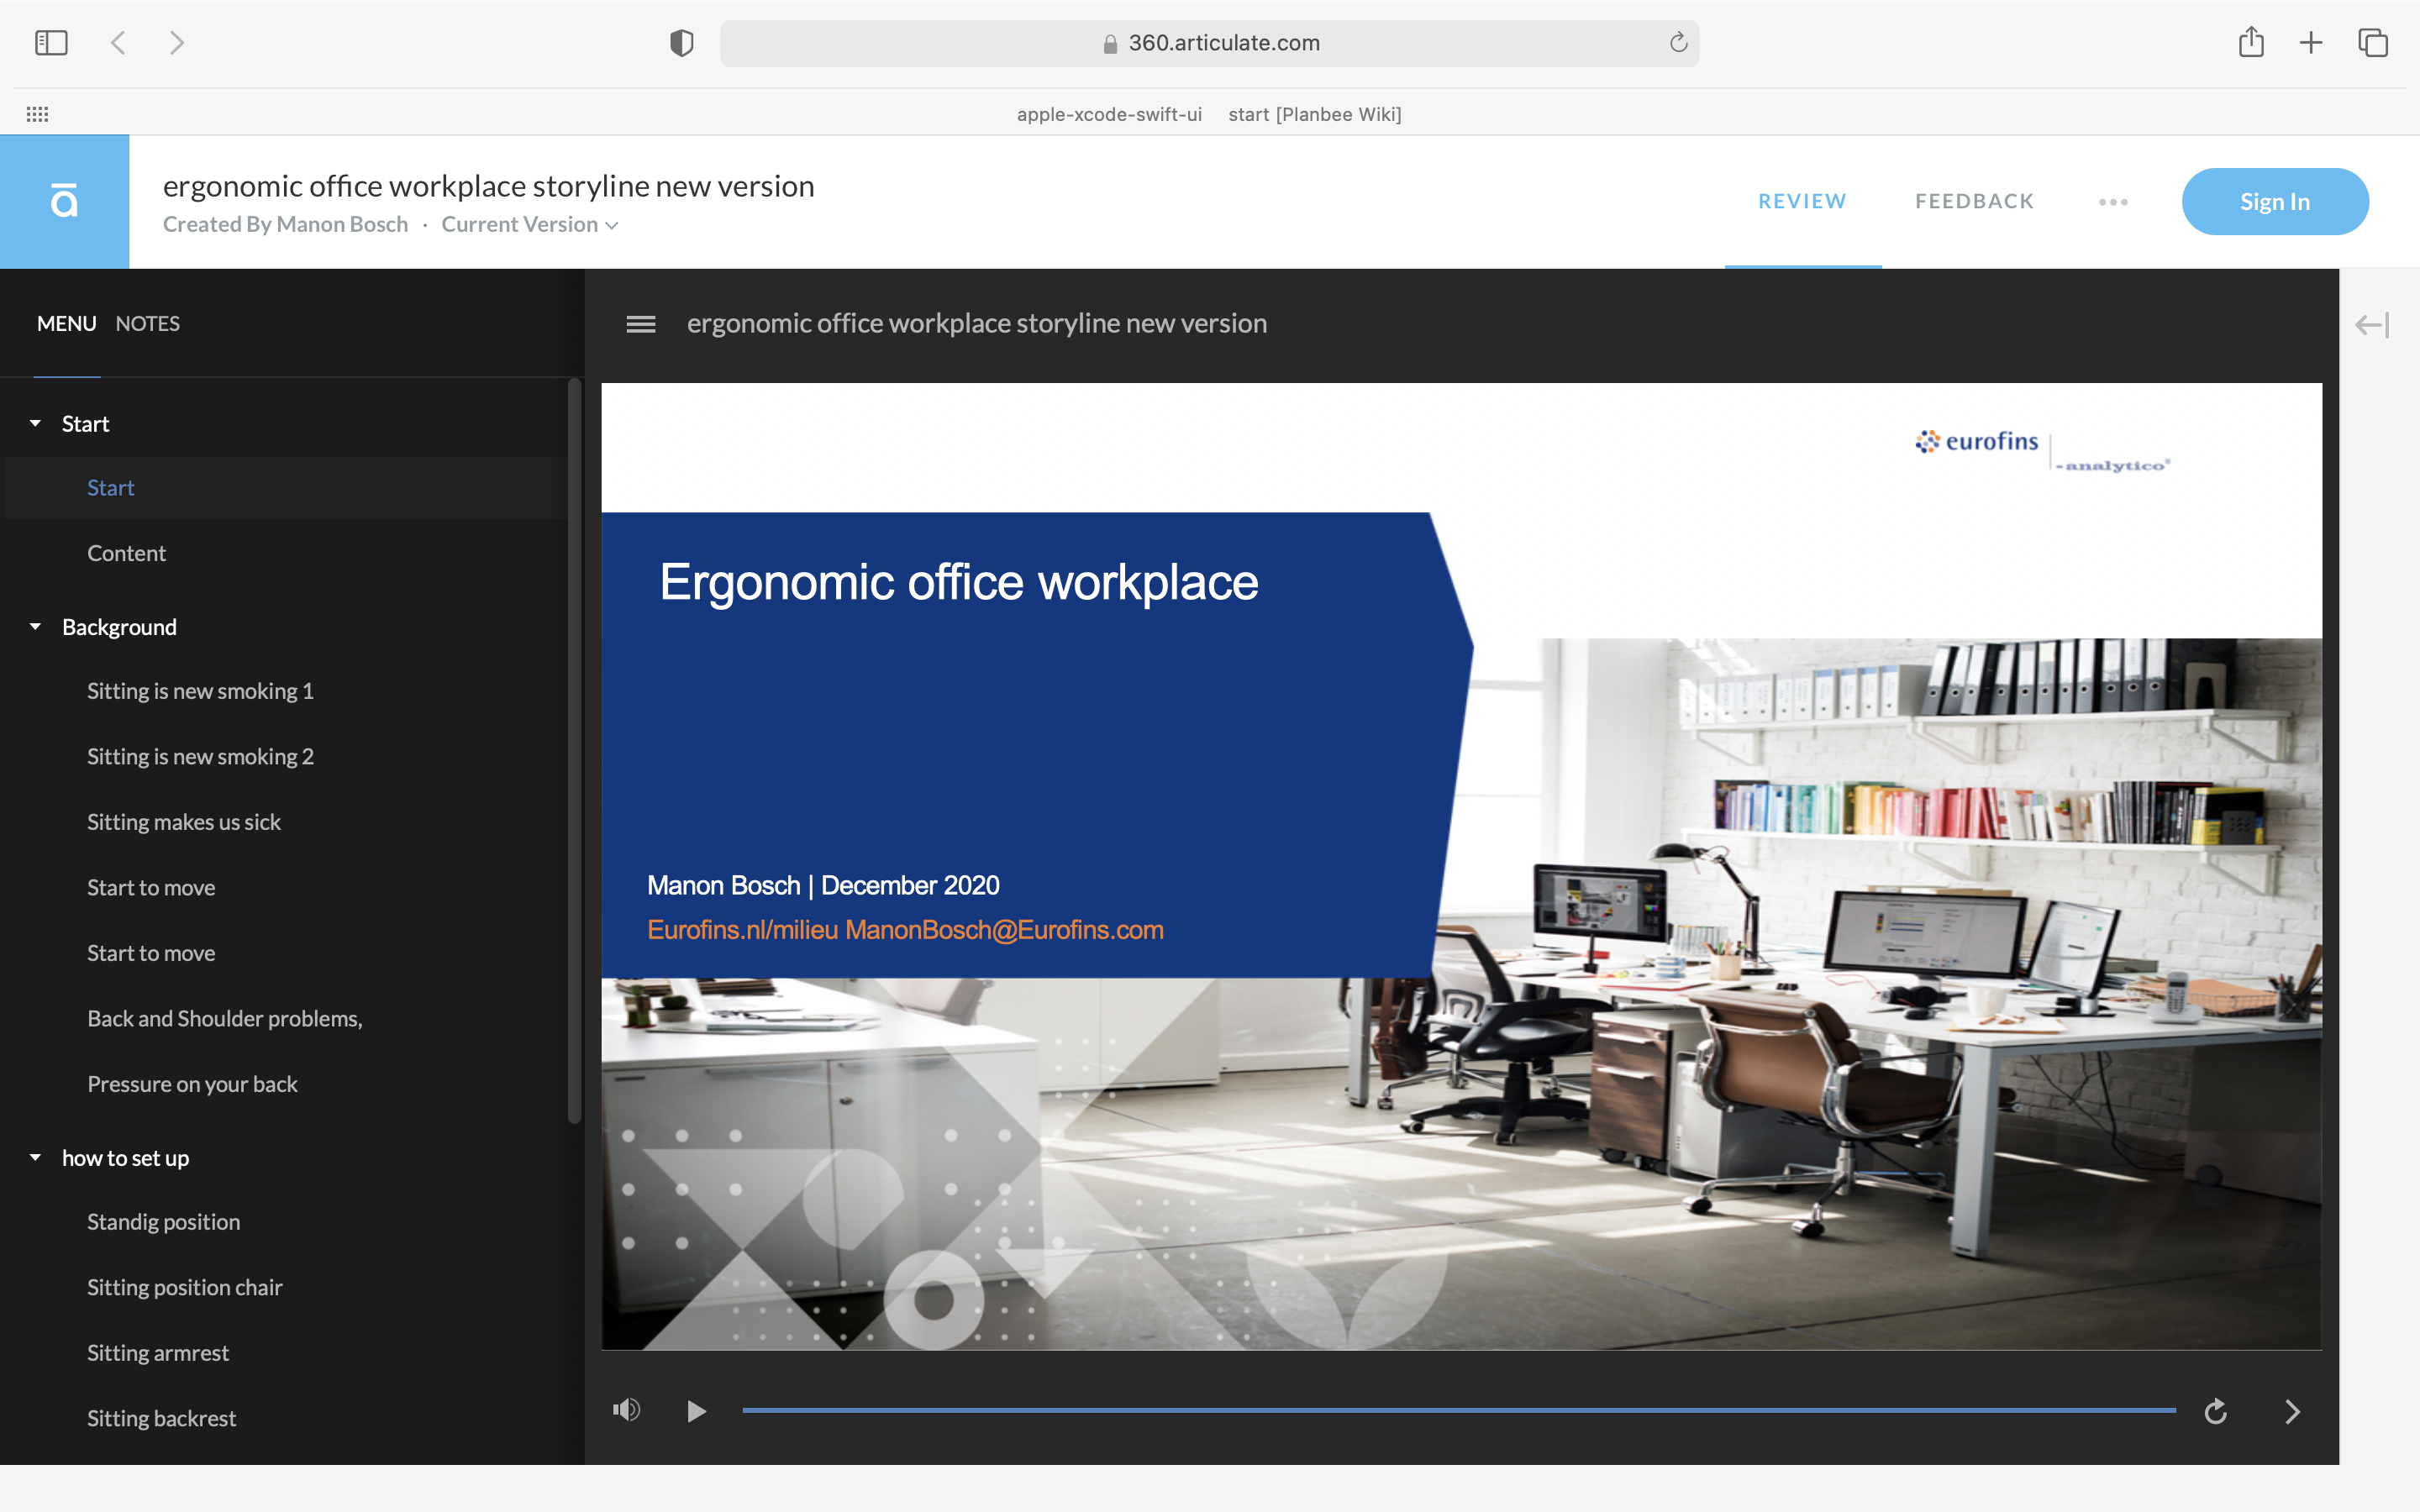 360.articulate.com
apple-xcode-swift-ui start [Planbee Wiki]
ā
ergonomic office workplace storyline new version
Created By Manon Bosch · Current Version
REVIEW FEEDBACK
Sign In
MENU NOTES
ergonomic office workplace storyline new version
Start
Start
Content
Background
Sitting is new smoking 1
Sitting is new smoking 2
Sitting makes us sick
Start to move
Start to move
Back and Shoulder problems,
Pressure on your back
how to set up
Standig position
Sitting position chair
Sitting armrest
Sitting backrest
eurofins
-analytico®
Ergonomic office workplace
Manon Bosch | December 2020
Eurofins.nl/milieu ManonBosch@Eurofins.com